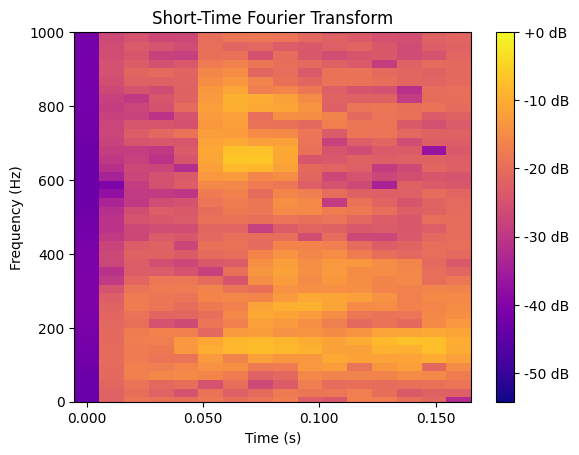 Short-Time Fourier Transform
Frequency (Hz)
1000
800
600
400
200
0
0.000 0.050 0.100 0.150
Time (s)
+0 dB
-10 dB
-20 dB
-30 dB
-40 dB
-50 dB